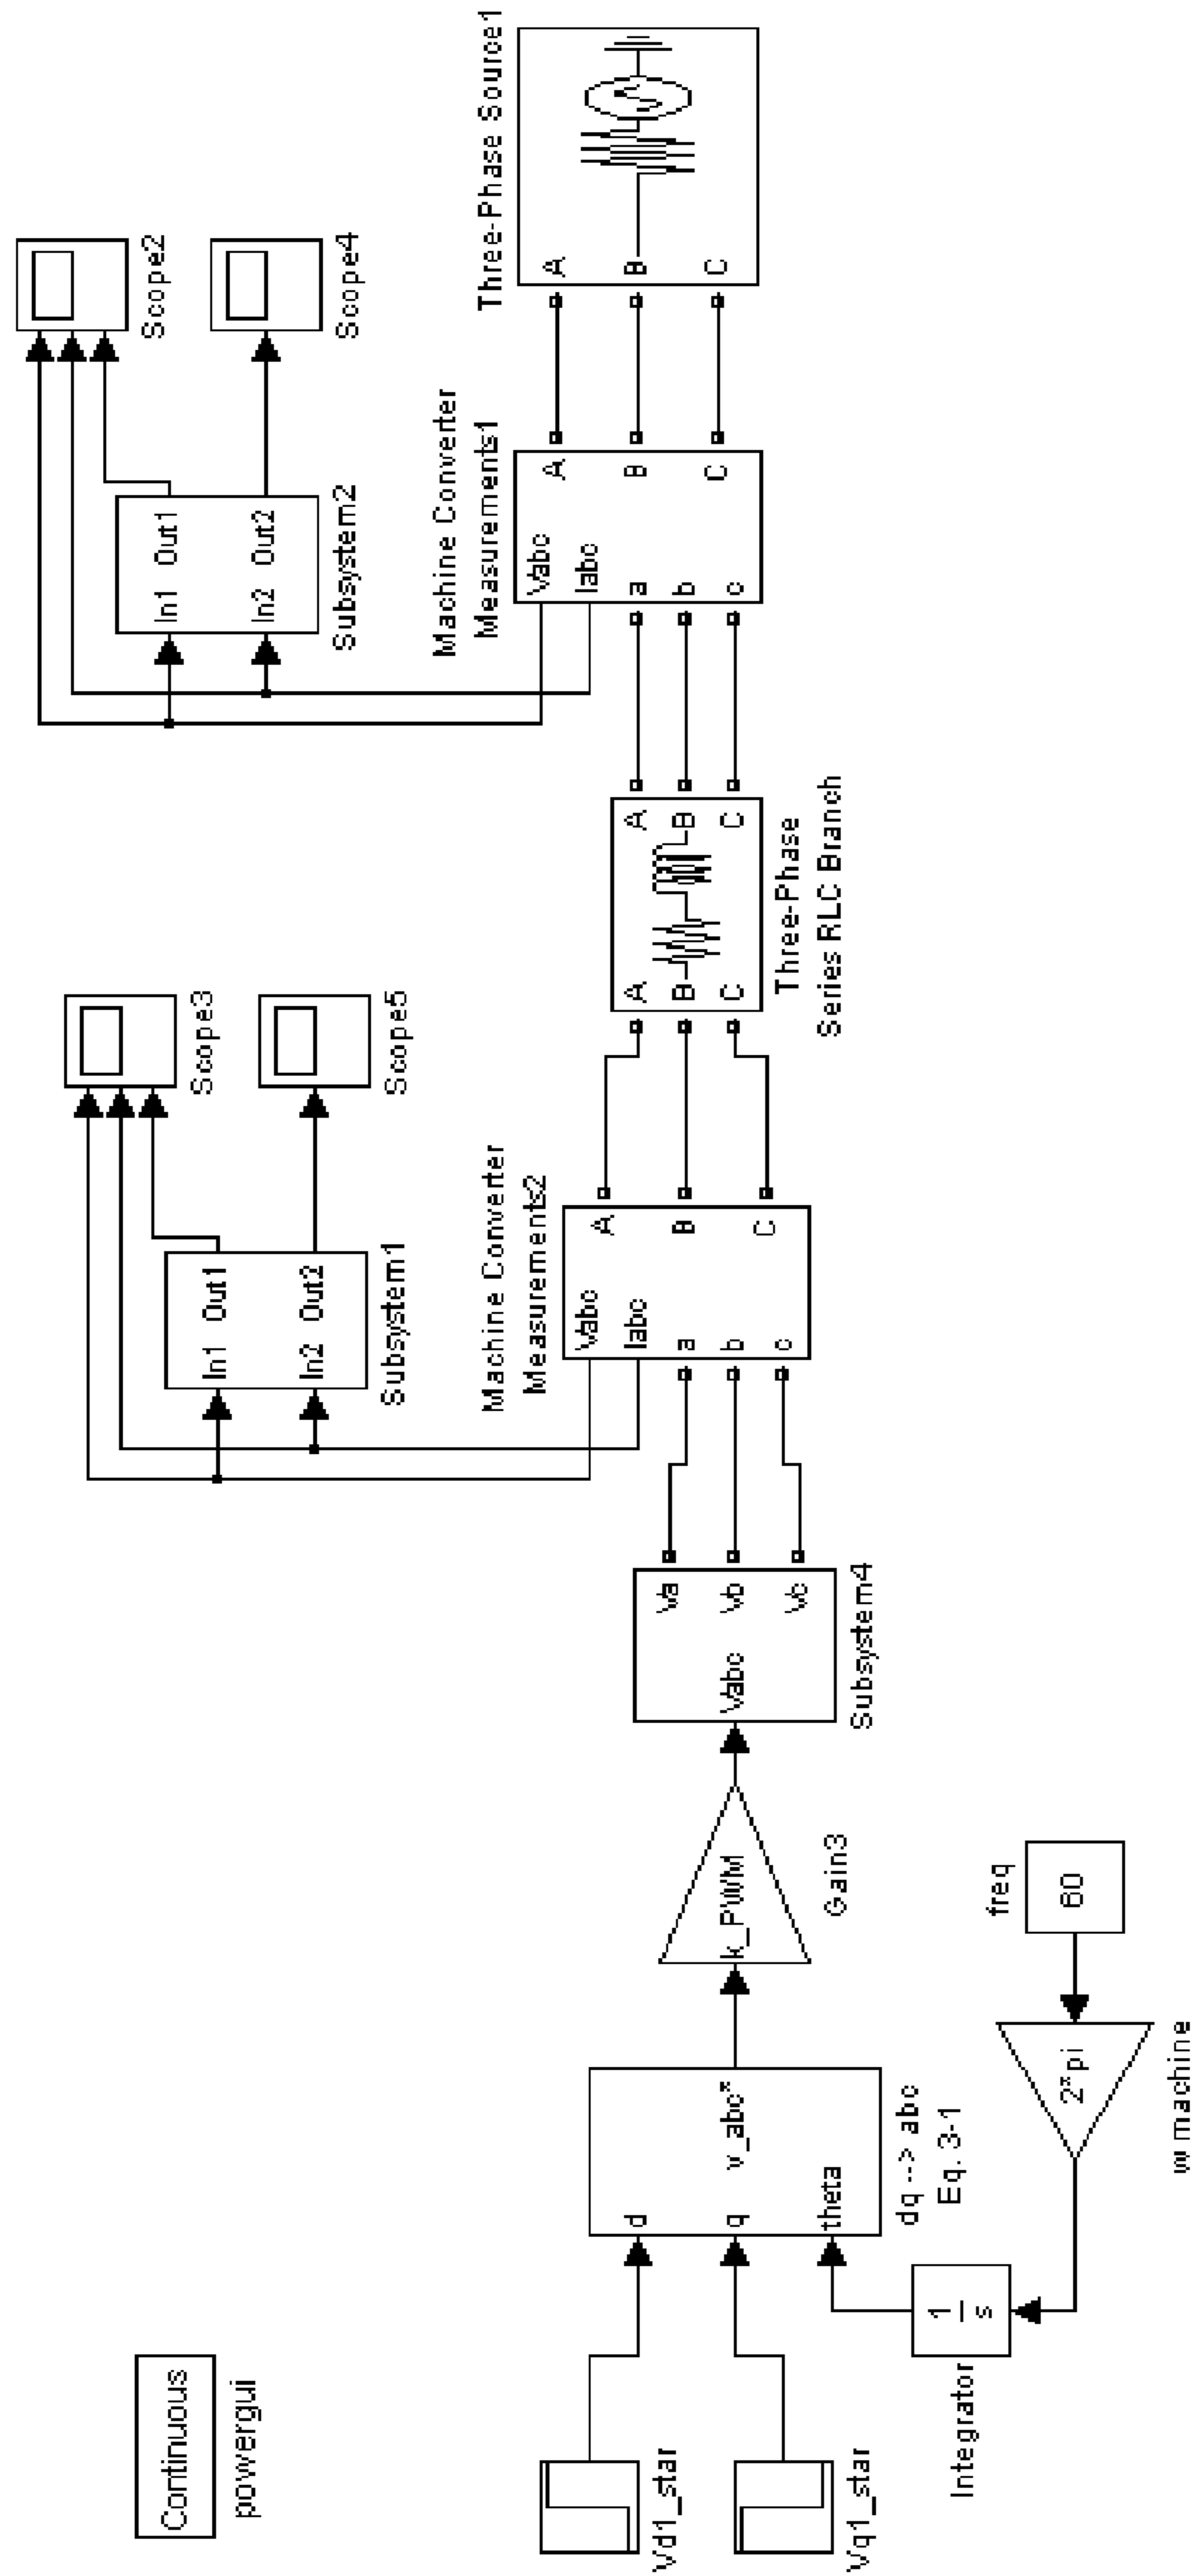 Continuous
powergui
Vd1_star
Vq1_star
d
q
theta
v_abc*
dq --> abc
Eq. 3-1
1
s
Integrator
freq
60
2*pi
w machine
k_PWM
Gain3
Vabc
Va
Vb
Vc
Subsystem4
Machine Converter
Measurements2
Vabc
Iabc
a
b
c
A
B
C
In1 Out1
In2 Out2
Subsystem1
Scope3
Scope5
A
B
C
A
B
C
Three-Phase
Series RLC Branch
Machine Converter
Measurements1
Vabc
Iabc
a
b
c
A
B
C
In1 Out1
In2 Out2
Subsystem2
Scope2
Scope4
Three-Phase Source1
A
B
C